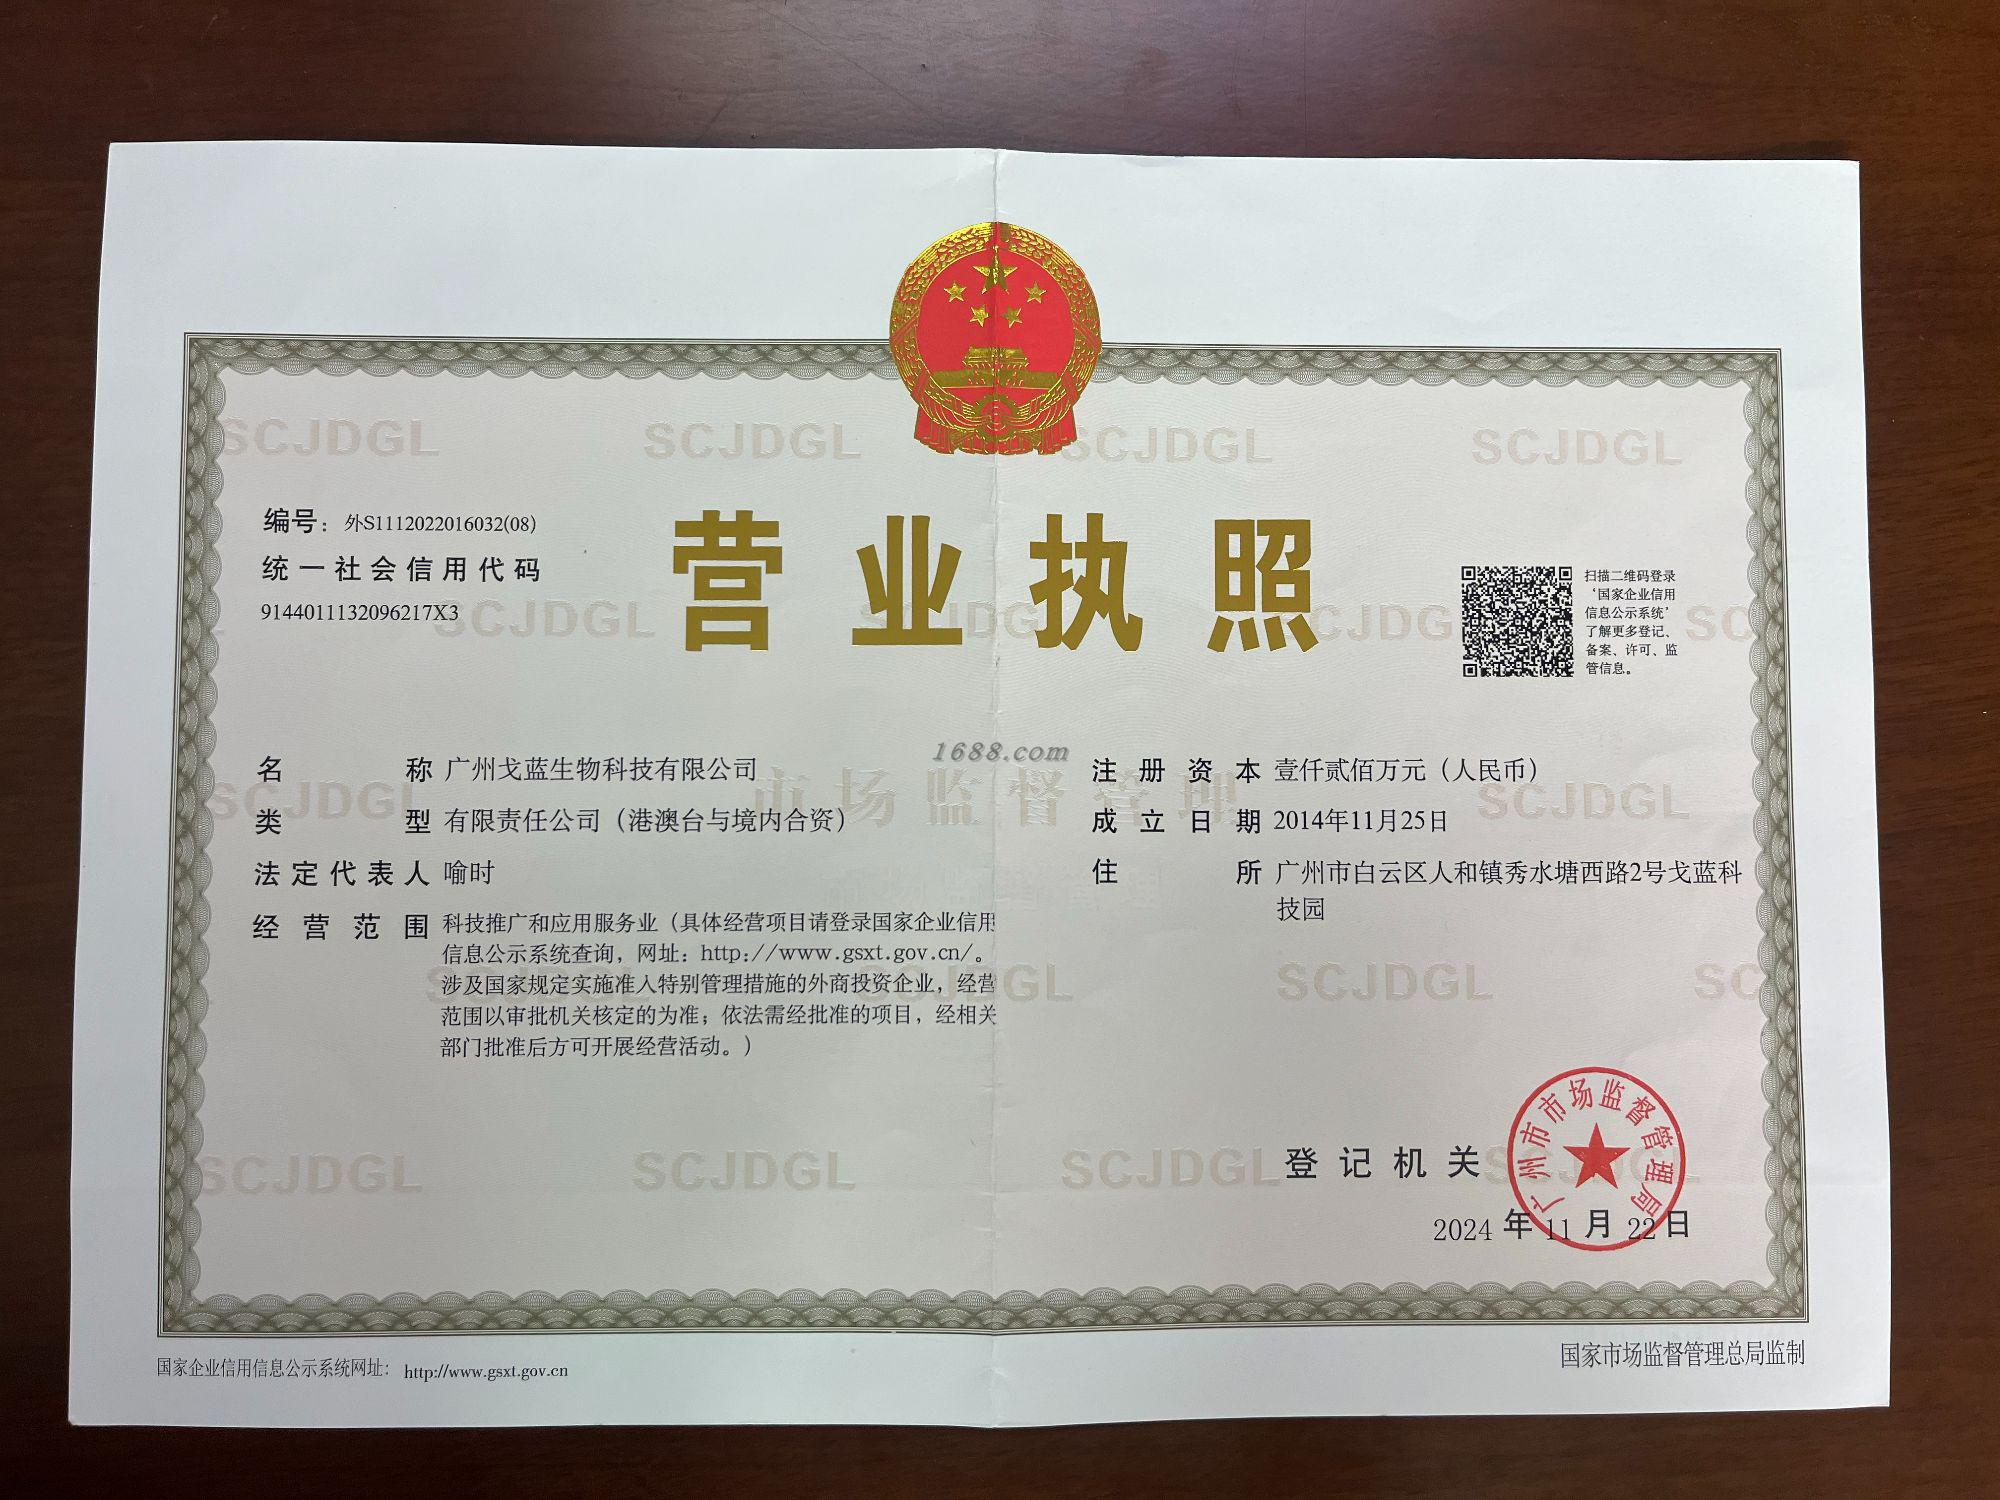 编号：外S1112022016032(08)
统一社会信用代码
9144011132096217X3
营业执照
扫描二维码登录
‘国家企业信用
信息公示系统’
了解更多登记、
备案、许可、监
管信息。
1688.com
名称 广州戈蓝生物科技有限公司
类型 有限责任公司（港澳台与境内合资）
法定代表人 喻时
经营范围 科技推广和应用服务业（具体经营项目请登录国家企业信用
信息公示系统查询，网址：http://www.gsxt.gov.cn/。
涉及国家规定实施准入特别管理措施的外商投资企业，经营
范围以审批机关核定的为准；依法需经批准的项目，经相关
部门批准后方可开展经营活动。）
注册资本 壹仟贰佰万元（人民币）
成立日期 2014年11月25日
住所 广州市白云区人和镇秀水塘西路2号戈蓝科
技园
市场监督管理
SCJDGL SCJDGL SCJDGL SCJDGL
登记机关
广州市市场监督管理局
2024年11月22日
国家企业信用信息公示系统网址：http://www.gsxt.gov.cn
国家市场监督管理总局监制